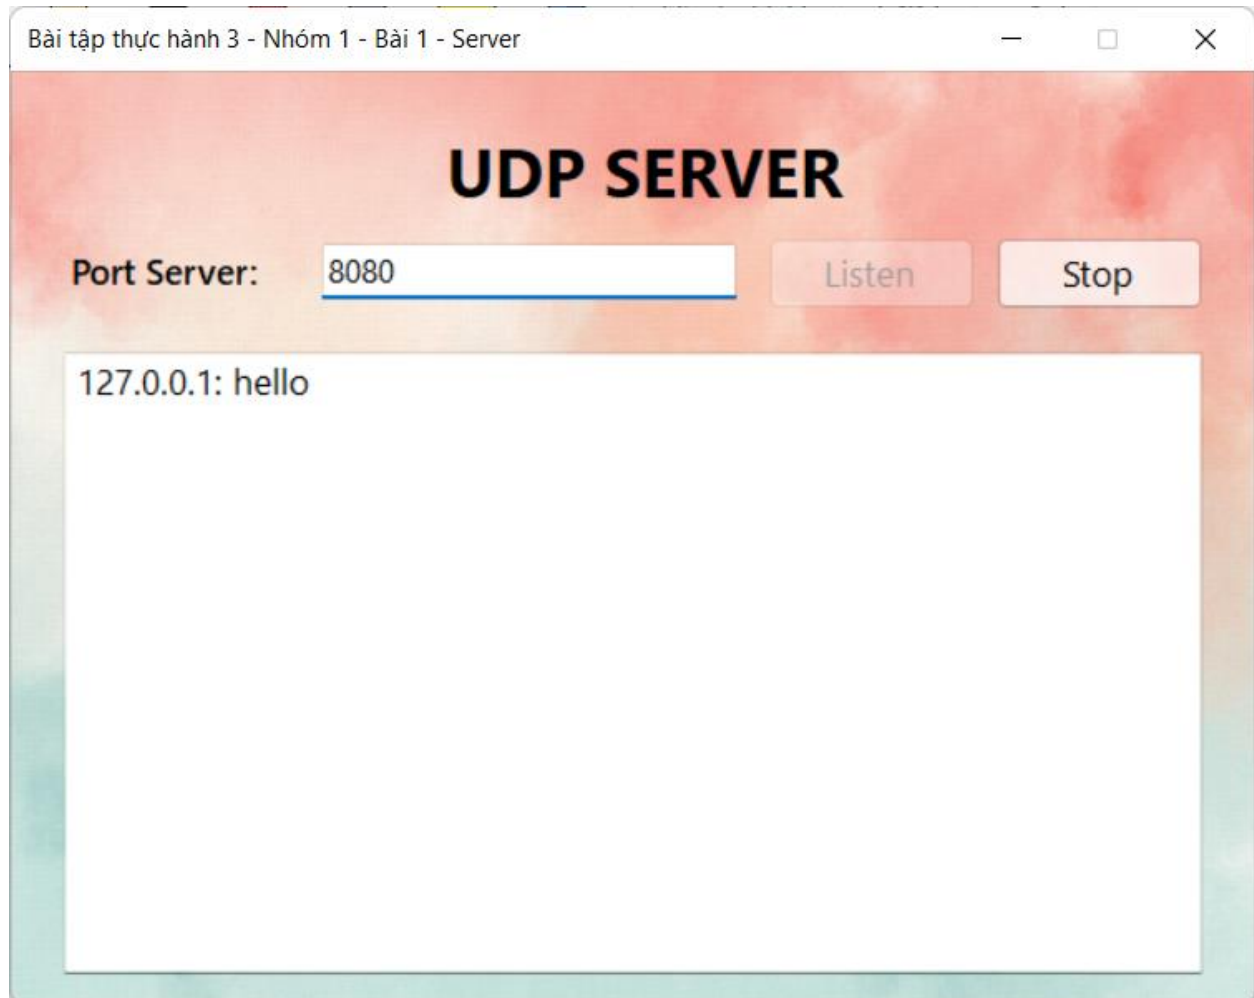 Bài tập thực hành 3 - Nhóm 1 - Bài 1 - Server
UDP SERVER
Port Server: 8080 Listen Stop
127.0.0.1: hello